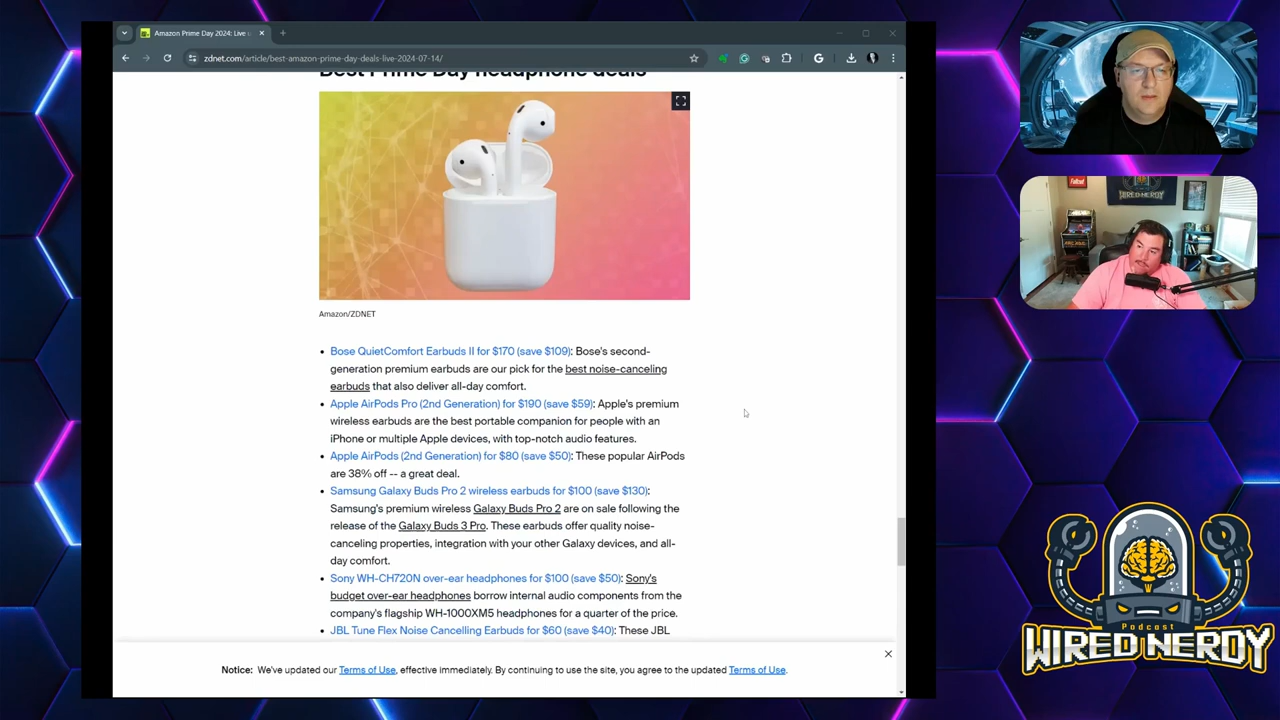 Amazon Prime Day 2024: Live
zdnet.com/article/best-amazon-prime-day-deals-live-2024-07-14/
Best Prime Day headphone deals
Amazon/ZDNET
• Bose QuietComfort Earbuds II for $170 (save $109): Bose's second-
generation premium earbuds are our pick for the best noise-canceling
earbuds that also deliver all-day comfort.
• Apple AirPods Pro (2nd Generation) for $190 (save $59): Apple's premium
wireless earbuds are the best portable companion for people with an
iPhone or multiple Apple devices, with top-notch audio features.
• Apple AirPods (2nd Generation) for $80 (save $50): These popular AirPods
are 38% off -- a great deal.
• Samsung Galaxy Buds Pro 2 wireless earbuds for $100 (save $130):
Samsung's premium wireless Galaxy Buds Pro 2 are on sale following the
release of the Galaxy Buds 3 Pro. These earbuds offer quality noise-
canceling properties, integration with your other Galaxy devices, and all-
day comfort.
• Sony WH-CH720N over-ear headphones for $100 (save $50): Sony's
budget over-ear headphones borrow internal audio components from the
company's flagship WH-1000XM5 headphones for a quarter of the price.
• JBL Tune Flex Noise Cancelling Earbuds for $60 (save $40): These JBL
Notice: We've updated our Terms of Use, effective immediately. By continuing to use the site, you agree to the updated Terms of Use.
Fallout
WIRED NERDY
Podcast
WIRED NERDY